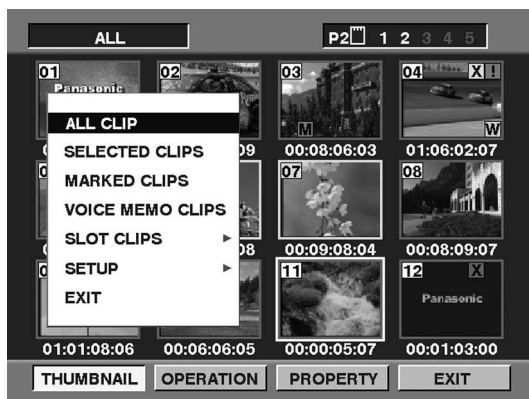 ALL
P2 1 2 3 4 5
01
Panasonic
02
03
M
04
X !
W
09
00:08:06:03
01:06:02:07
ALL CLIP
SELECTED CLIPS
MARKED CLIPS
VOICE MEMO CLIPS
SLOT CLIPS
SETUP
EXIT
07
08
08
00:09:08:04
00:08:09:07
11
12
X
Panasonic
01:01:08:06
00:06:06:05
00:00:05:07
00:01:03:00
THUMBNAIL
OPERATION
PROPERTY
EXIT